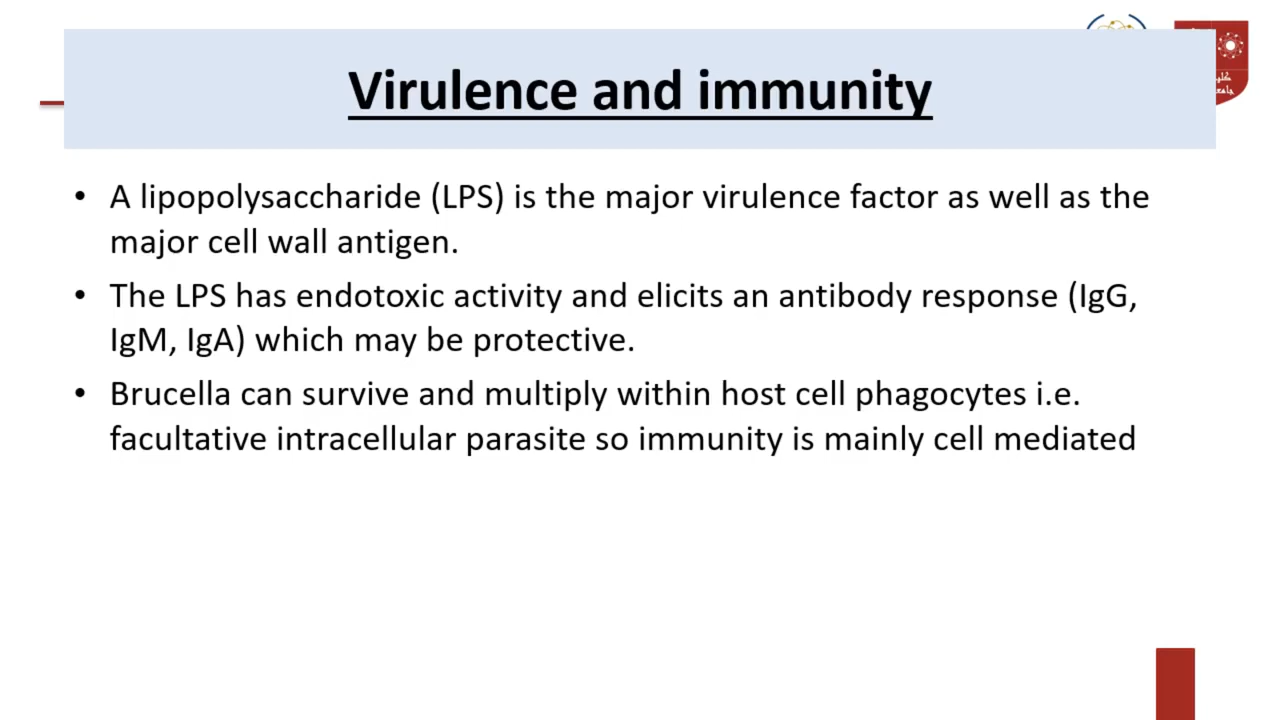 Virulence and immunity
• A lipopolysaccharide (LPS) is the major virulence factor as well as the
major cell wall antigen.
• The LPS has endotoxic activity and elicits an antibody response (IgG,
IgM, IgA) which may be protective.
• Brucella can survive and multiply within host cell phagocytes i.e.
facultative intracellular parasite so immunity is mainly cell mediated